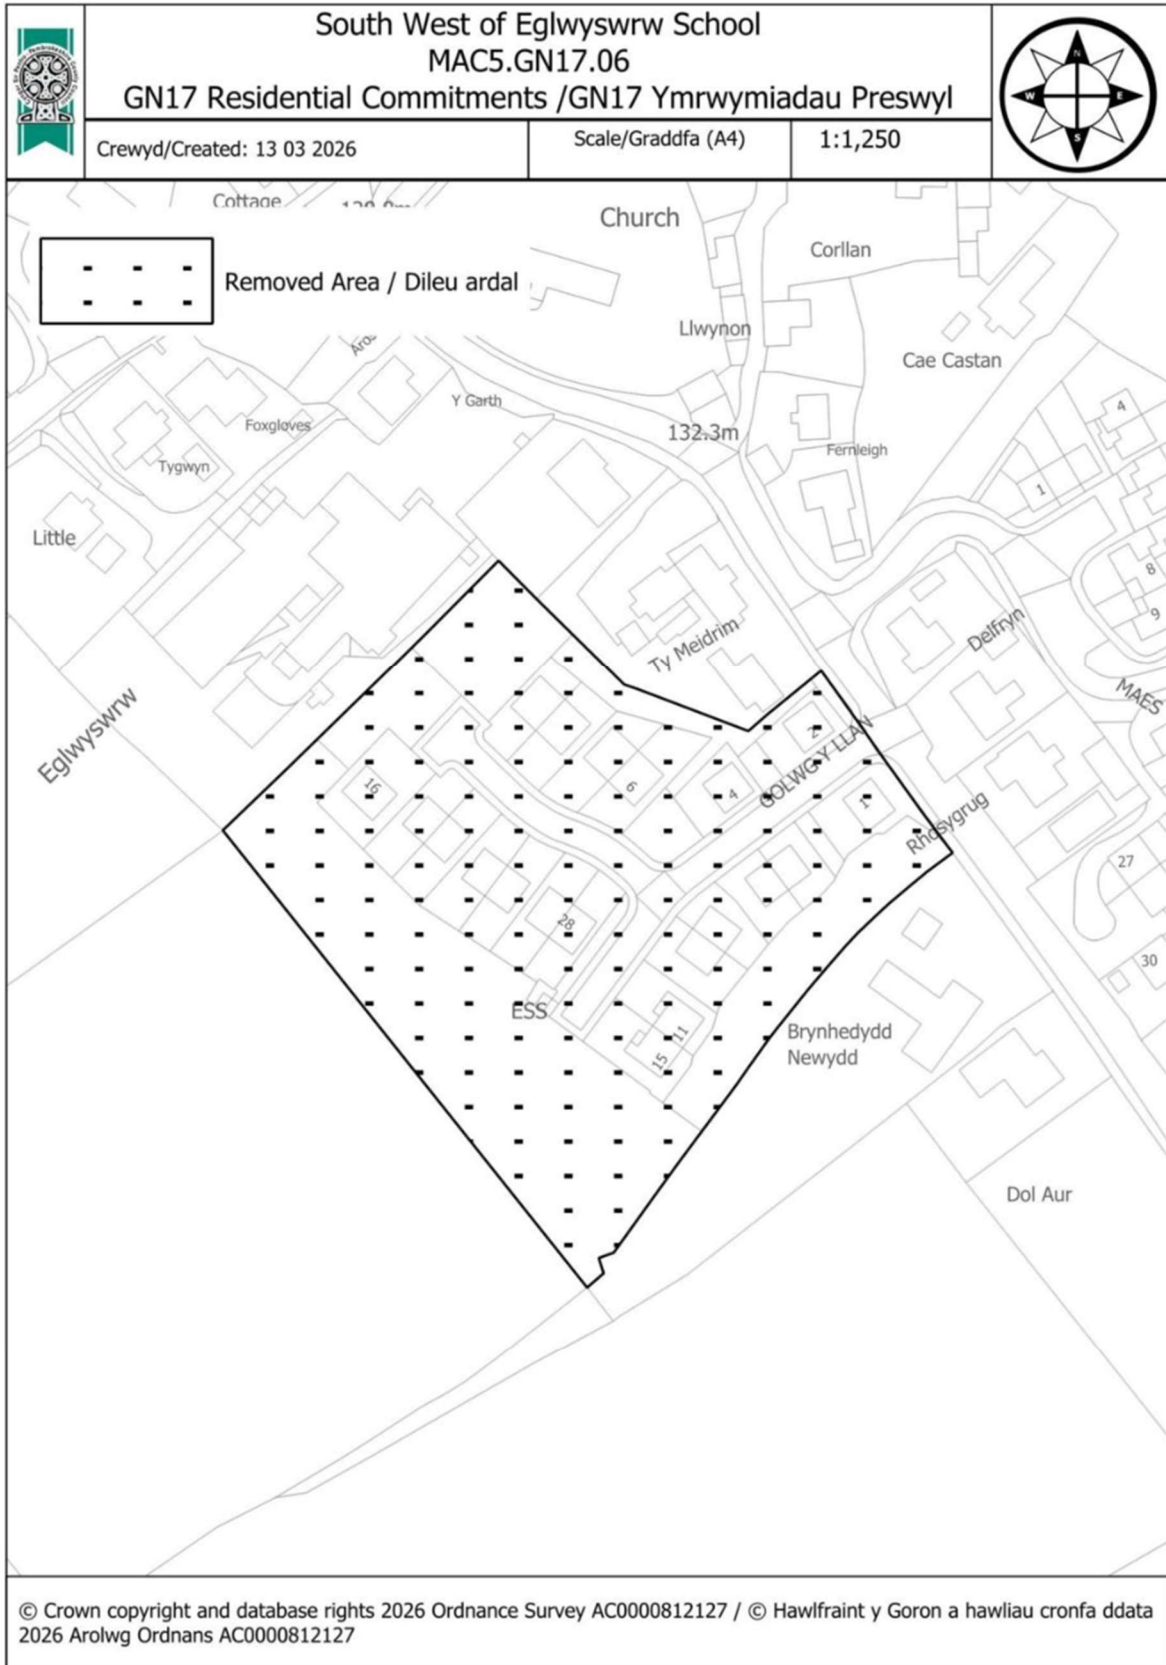 South West of Eglwyswrw School
MAC5.GN17.06
GN17 Residential Commitments /GN17 Ymrwymiadau Preswyl
Crewyd/Created: 13 03 2026
Scale/Graddfa (A4)
1:1,250
N
W
E
S
Cottage
Church
Corllan
Removed Area / Dileu ardal
Llwynon
Cae Castan
Y Garth
4
Foxgloves
132.3m
Fernleigh
Tygwyn
1
Little
8
9
Delfryn
Ty Meidrim
MAES
Eglwyswrw
2
GOLWG Y LLAN
16
6
4
1
Rhosygrug
27
28
30
ESS
11
15
Brynhedydd
Newydd
Dol Aur
© Crown copyright and database rights 2026 Ordnance Survey AC0000812127 / © Hawlfraint y Goron a hawliau cronfa ddata
2026 Arolwg Ordnans AC0000812127